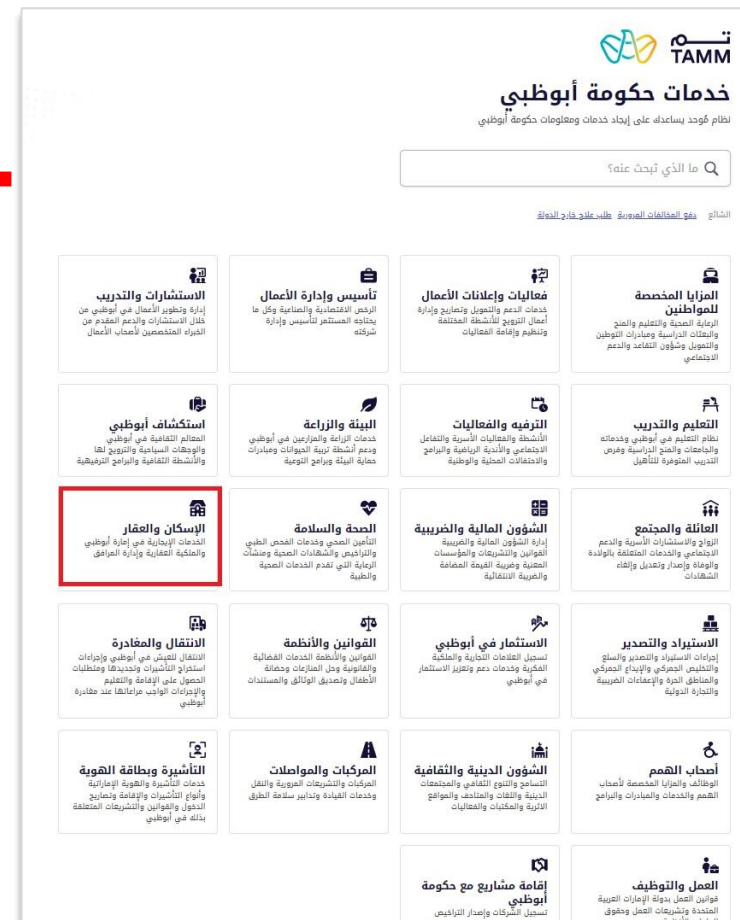 تـــم
TAMM
خدمات حكومة أبوظبي
نظام مُوحد يساعدك على إيجاد خدمات ومعلومات حكومة أبوظبي
ما الذي تبحث عنه؟
الشائع دفع المخالفات المرورية طلب علاج خارج الدولة
المزايا المخصصة
للمواطنين
الرعاية الصحية والتعليم والمنح
والبعثات الدراسية ومبادرات التوطين
والتمويل وشؤون التقاعد والدعم
الاجتماعي
فعاليات وإعلانات الأعمال
خدمات الدعم والتمويل وتصاريح وإدارة
أعمال الترويج للأنشطة المختلفة
وتنظيم وإقامة الفعاليات
تأسيس وإدارة الأعمال
الرخص الاقتصادية والصناعية وكل ما
يحتاجه المستثمر لتأسيس وإدارة
شركته
الاستشارات والتدريب
إدارة وتطوير الأعمال في أبوظبي من
خلال الاستشارات والدعم المقدم من
الخبراء المتخصصين لأصحاب الأعمال
التعليم والتدريب
نظام التعليم في أبوظبي وخدماته
والجامعات والمنح الدراسية وفرص
التدريب المتوفرة للتأهيل
الترفيه والفعاليات
الأنشطة والفعاليات الأسرية والتفاعل
الاجتماعي والأندية الرياضية والبرامج
والاحتفالات المحلية والوطنية
البيئة والزراعة
خدمات الزراعة والمزارعين في أبوظبي
ودعم أنشطة تربية الحيوانات ومبادرات
حماية البيئة وبرامج التوعية
استكشاف أبوظبي
المعالم الثقافية في أبوظبي
والوجهات السياحية والترويج لها
والأنشطة الثقافية والبرامج الترفيهية
العائلة والمجتمع
الزواج والاستشارات الأسرية والدعم
الاجتماعي والخدمات المتعلقة بالولادة
والوفاة وإصدار وتعديل وإلغاء
الشهادات
الشؤون المالية والضريبية
إدارة الشؤون المالية والضريبية
القوانين والتشريعات والمؤسسات
المعنية وضريبة القيمة المضافة
والضريبة الانتقائية
الصحة والسلامة
التأمين الصحي وخدمات الفحص الطبي
والتراخيص والشهادات الصحية ومنشآت
الرعاية التي تقدم الخدمات الصحية
والطبية
الإسكان والعقار
الخدمات الإيجارية في إمارة أبوظبي
والملكية العقارية وإدارة المرافق
الاستيراد والتصدير
إجراءات الاستيراد والتصدير والسلع
والتخليص الجمركي والإيداع الجمركي
والمناطق الحرة والإعفاءات الضريبية
والتجارة الدولية
الاستثمار في أبوظبي
تسجيل العلامات التجارية والملكية
الفكرية وخدمات دعم وتعزيز الاستثمار
في أبوظبي
القوانين والأنظمة
القوانين والأنظمة الخدمات القضائية
والقانونية وحل المنازعات وحضانة
الأطفال وتصديق الوثائق والمستندات
الانتقال والمغادرة
الانتقال للعيش في أبوظبي وإجراءات
استخراج التأشيرات وتجديدها ومتطلبات
الحصول على الإقامة والتعليم
والإجراءات الواجب مراعاتها عند مغادرة
أبوظبي
أصحاب الهمم
الوظائف والمزايا المخصصة لأصحاب
الهمم والخدمات والمبادرات والبرامج
الشؤون الدينية والثقافية
التسامح والتنوع الثقافي والمجتمعات
الدينية واللغات والمتاحف والمواقع
الاثرية والمكتبات والفعاليات
المركبات والمواصلات
المركبات والتشريعات المرورية والنقل
وخدمات القيادة وتدابير سلامة الطرق
التأشيرة وبطاقة الهوية
خدمات التأشيرة والهوية الإماراتية
وأنواع التأشيرات والإقامة وتصاريح
الدخول والقوانين والتشريعات المتعلقة
بذلك في أبوظبي
العمل والتوظيف
قوانين العمل بدولة الإمارات العربية
المتحدة وتشريعات العمل وحقوق
إقامة مشاريع مع حكومة
أبوظبي
تسجيل الشركات وإصدار التراخيص